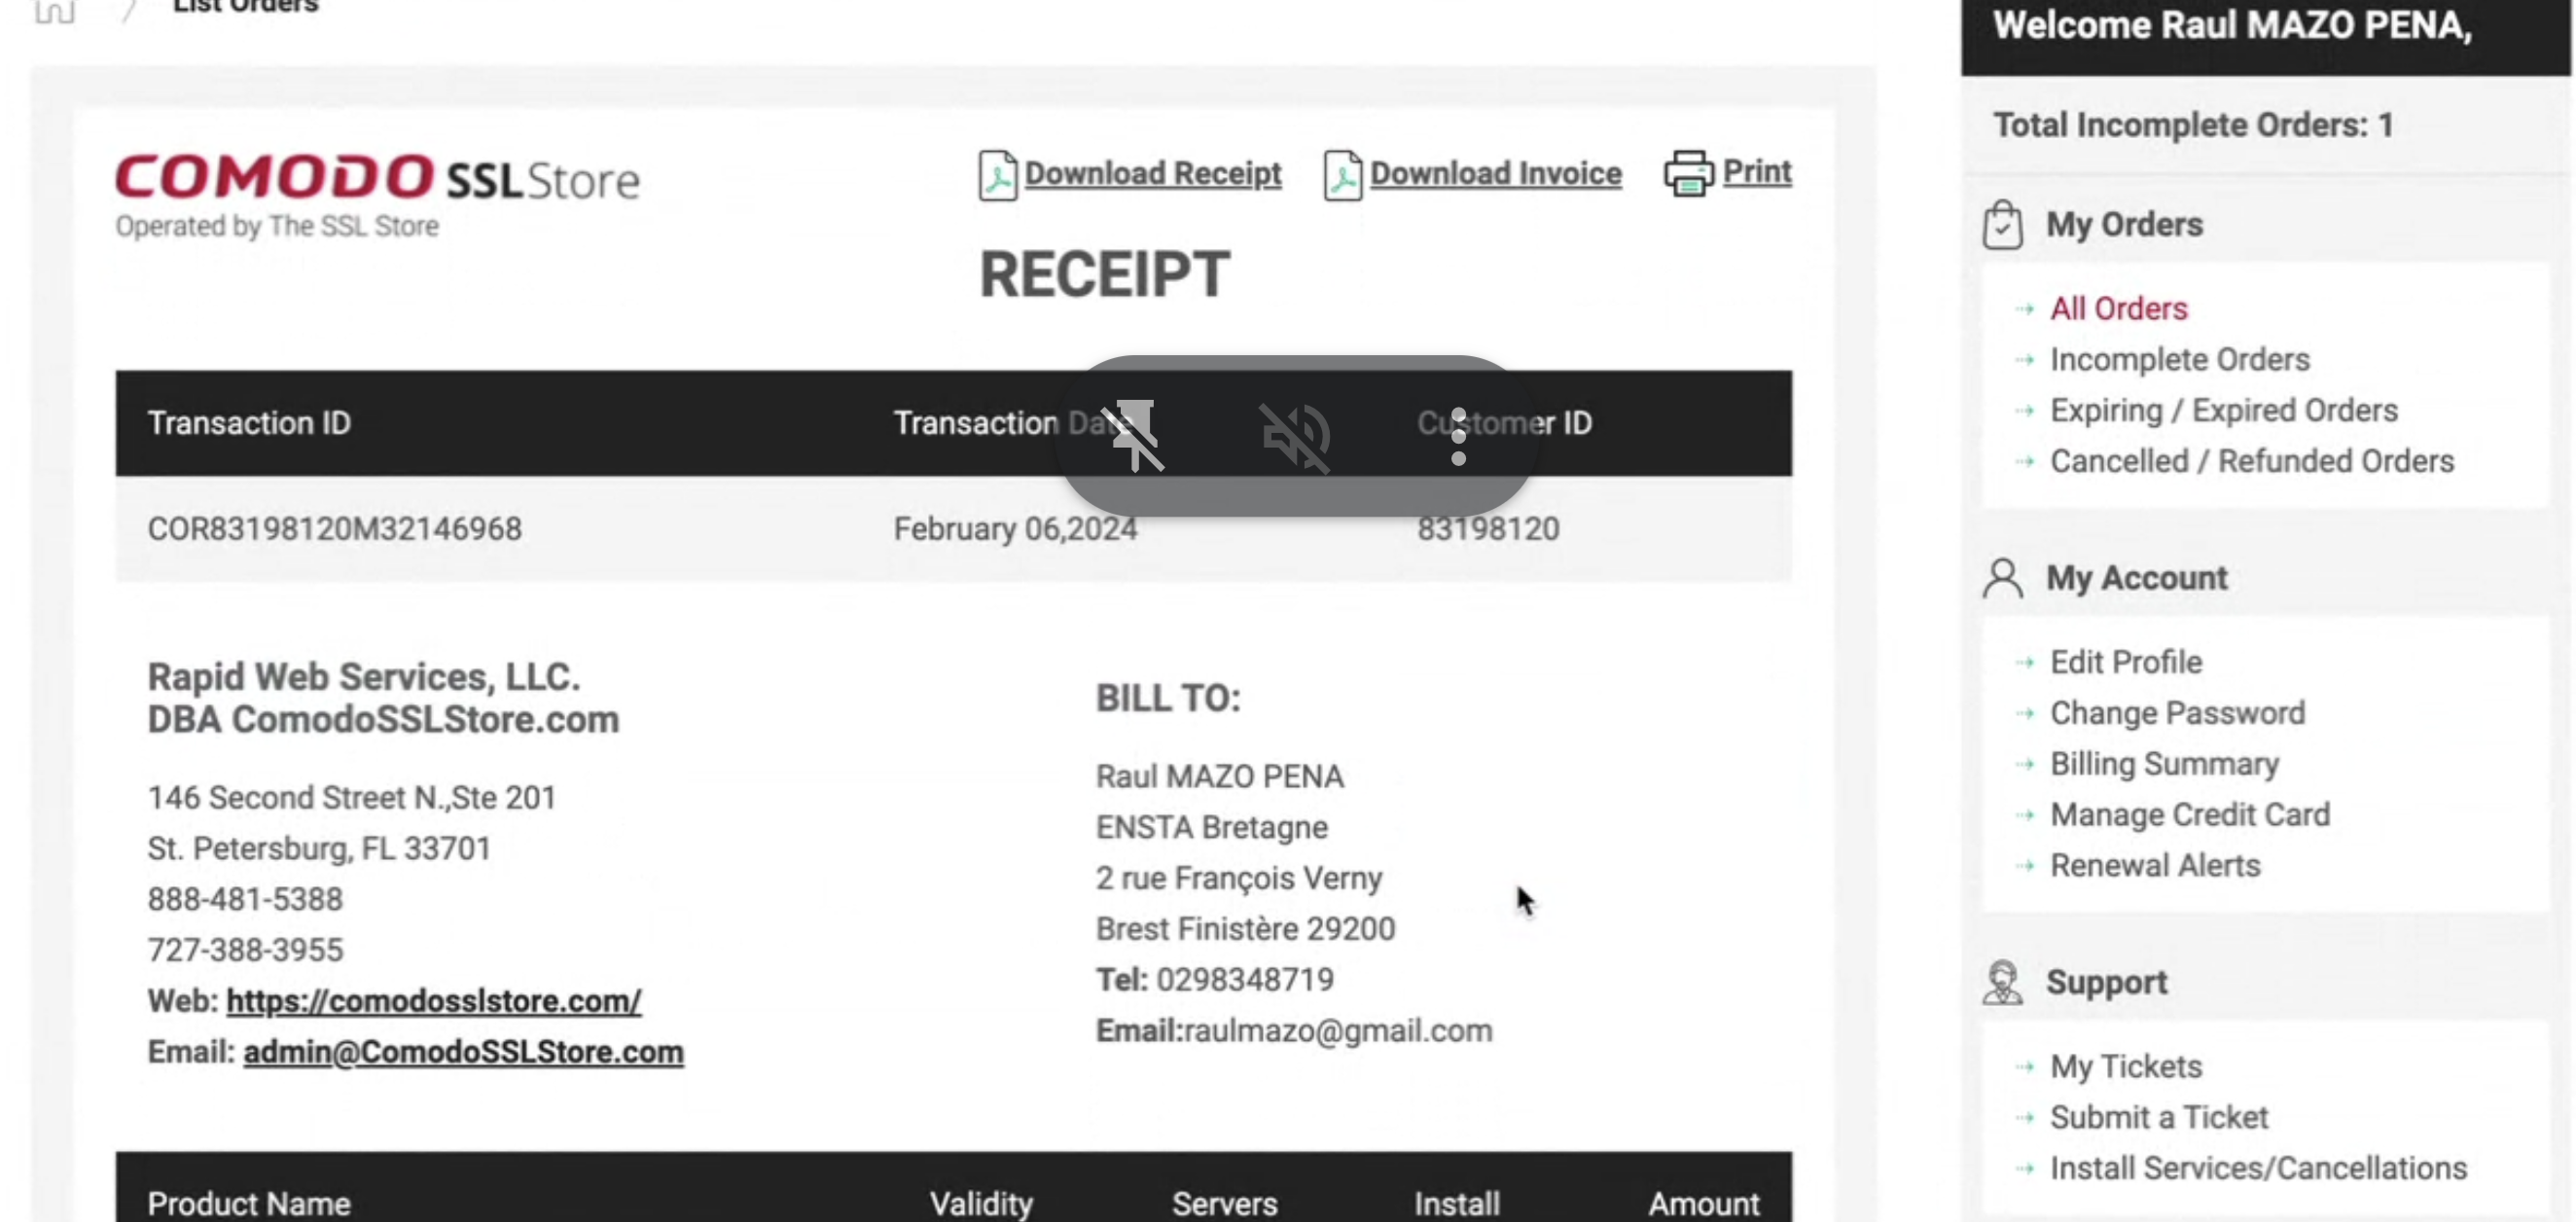 List Orders
COMODO SSLStore
Operated by The SSL Store
Download Receipt
Download Invoice
Print
RECEIPT
Transaction ID
Transaction Date
Customer ID
COR83198120M32146968
February 06,2024
83198120
Rapid Web Services, LLC.
DBA ComodoSSLStore.com
146 Second Street N.,Ste 201
St. Petersburg, FL 33701
888-481-5388
727-388-3955
Web: https://comodosslstore.com/
Email: admin@ComodoSSLStore.com
BILL TO:
Raul MAZO PENA
ENSTA Bretagne
2 rue François Verny
Brest Finistère 29200
Tel: 0298348719
Email:raulmazo@gmail.com
Product Name
Validity
Servers
Install
Amount
Welcome Raul MAZO PENA,
Total Incomplete Orders: 1
My Orders
All Orders
Incomplete Orders
Expiring / Expired Orders
Cancelled / Refunded Orders
My Account
Edit Profile
Change Password
Billing Summary
Manage Credit Card
Renewal Alerts
Support
My Tickets
Submit a Ticket
Install Services/Cancellations